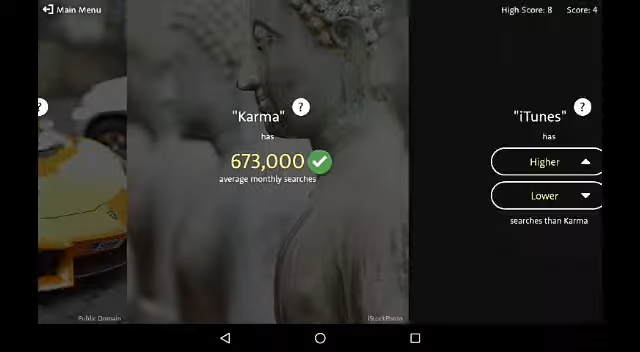 Main Menu
High Score: 8
Score: 4
?
"Karma" ?
has
673,000
average monthly searches
"iTunes" ?
has
Higher
Lower
searches than Karma
Public Domain
iStockPhoto